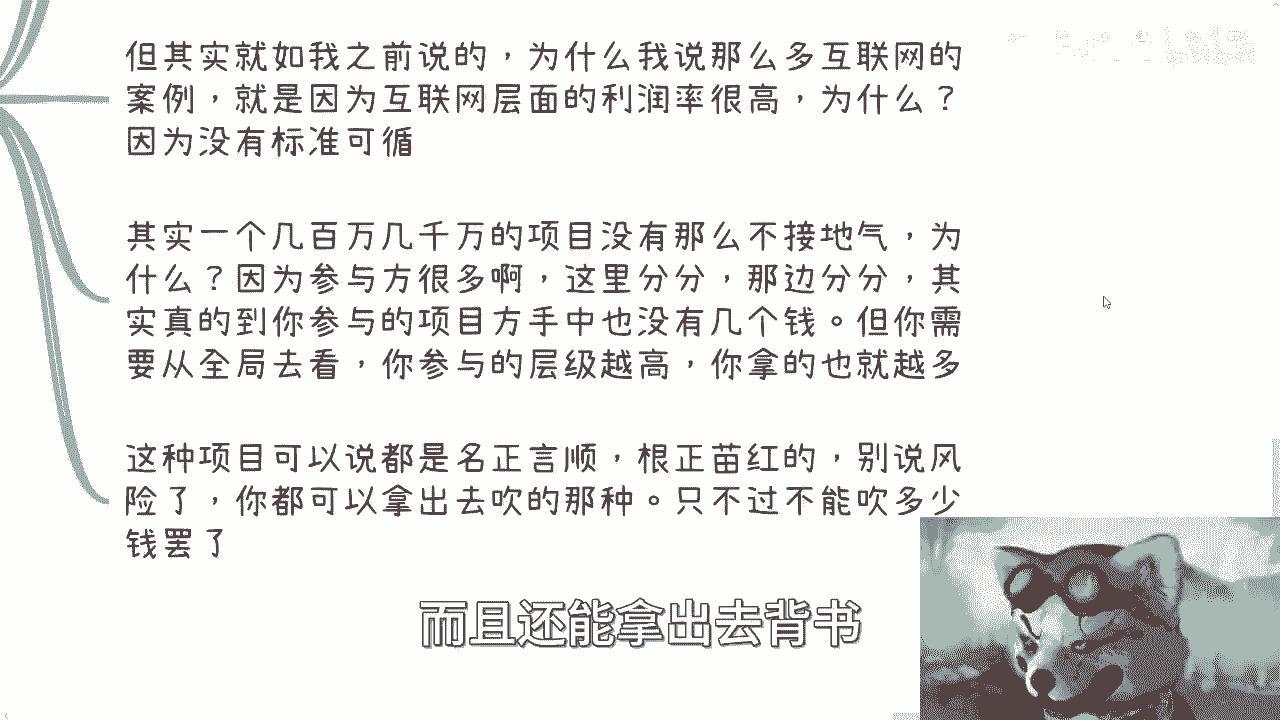 但其实就如我之前说的，为什么我说那么多互联网的
案例，就是因为互联网层面的利润率很高，为什么？
因为没有标准可循
其实一个几百万几千万的项目没有那么不接地气，为
什么？因为参与方很多啊，这里分分，那边分分，其
实真的到你参与的项目方手中也没有几个钱。但你需
要从全局去看，你参与的层级越高，你拿的也就越多
这种项目可以说都是名正言顺，根正苗红的，别说风
险了，你都可以拿出去吹的那种。只不过不能吹多少
钱罢了
而且还能拿出去背书